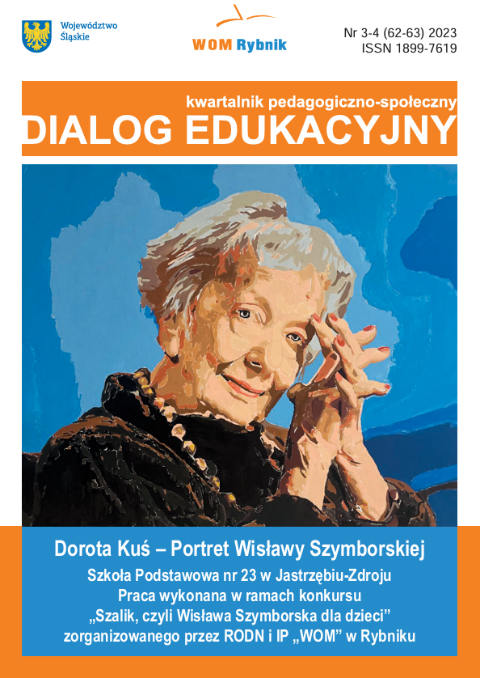 Województwo
Śląskie
WOM Rybnik
Nr 3-4 (62-63) 2023
ISSN 1899-7619
kwartalnik pedagogiczno-społeczny
DIALOG EDUKACYJNY
Dorota Kuś – Portret Wisławy Szymborskiej
Szkoła Podstawowa nr 23 w Jastrzębiu-Zdroju
Praca wykonana w ramach konkursu
„Szalik, czyli Wisława Szymborska dla dzieci”
zorganizowanego przez RODN i IP „WOM” w Rybniku